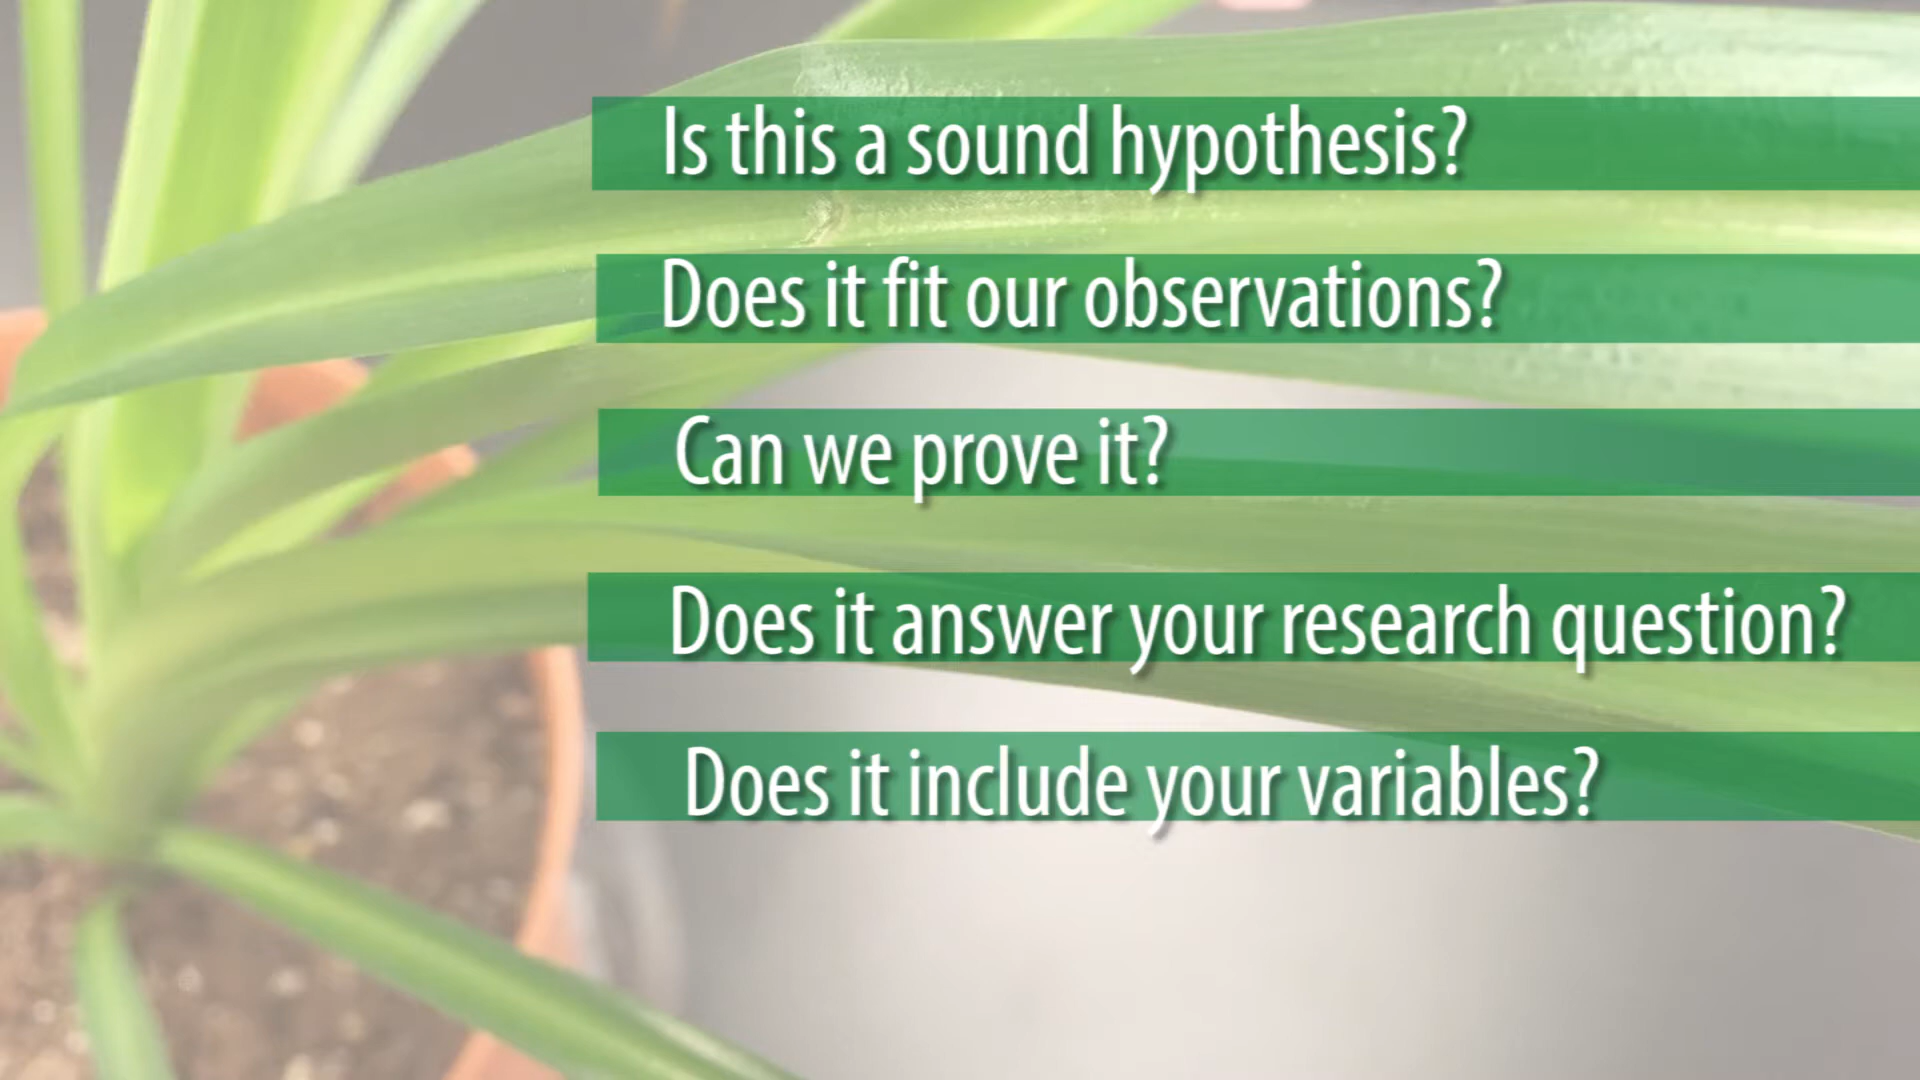 Is this a sound hypothesis?
Does it fit our observations?
Can we prove it?
Does it answer your research question?
Does it include your variables?